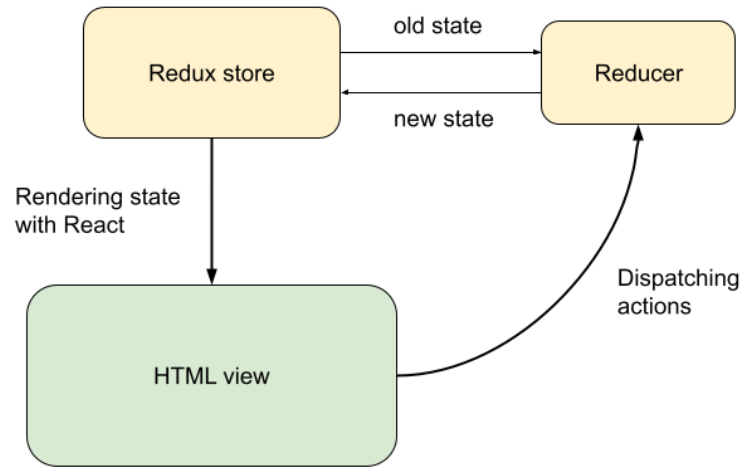 old state
Redux store
Reducer
new state
Rendering state
with React
Dispatching
actions
HTML view